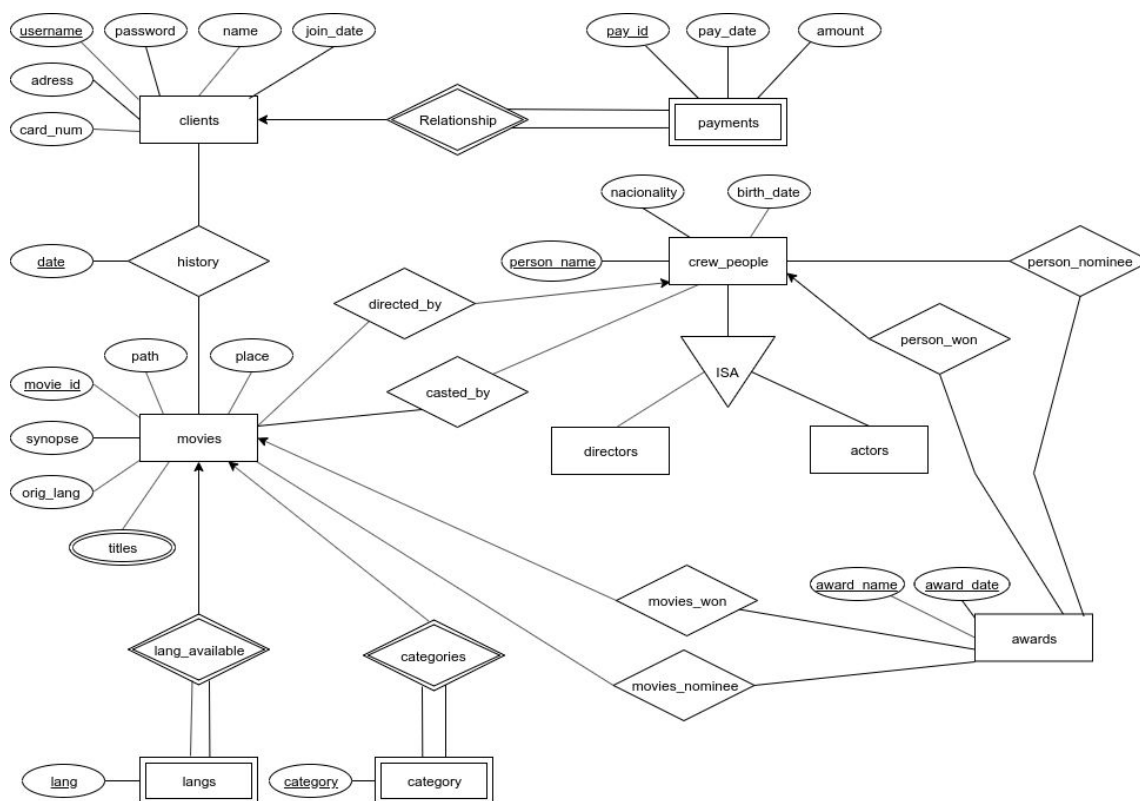 username
password
name
join_date
pay_id
pay_date
amount
adress
card_num
clients
Relationship
payments
nacionality
birth_date
date
history
person_name
crew_people
person_nominee
directed_by
path
place
person_won
movie_id
casted_by
ISA
synopse
movies
directors
actors
orig_lang
titles
award_name
award_date
movies_won
awards
lang_available
categories
movies_nominee
lang
langs
category
category